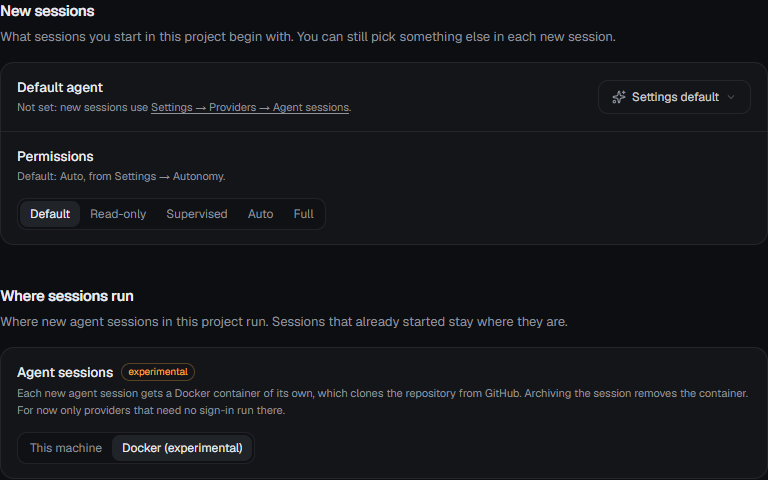 New sessions
What sessions you start in this project begin with. You can still pick something else in each new session.
Default agent
Not set: new sessions use Settings → Providers → Agent sessions.
Settings default
Permissions
Default: Auto, from Settings → Autonomy.
Default Read-only Supervised Auto Full
Where sessions run
Where new agent sessions in this project run. Sessions that already started stay where they are.
Agent sessions experimental
Each new agent session gets a Docker container of its own, which clones the repository from GitHub. Archiving the session removes the container.
For now only providers that need no sign-in run there.
This machine Docker (experimental)